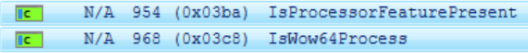 C N/A 954 (0x03ba) IsProcessorFeaturePresent
C N/A 968 (0x03c8) IsWow64Process